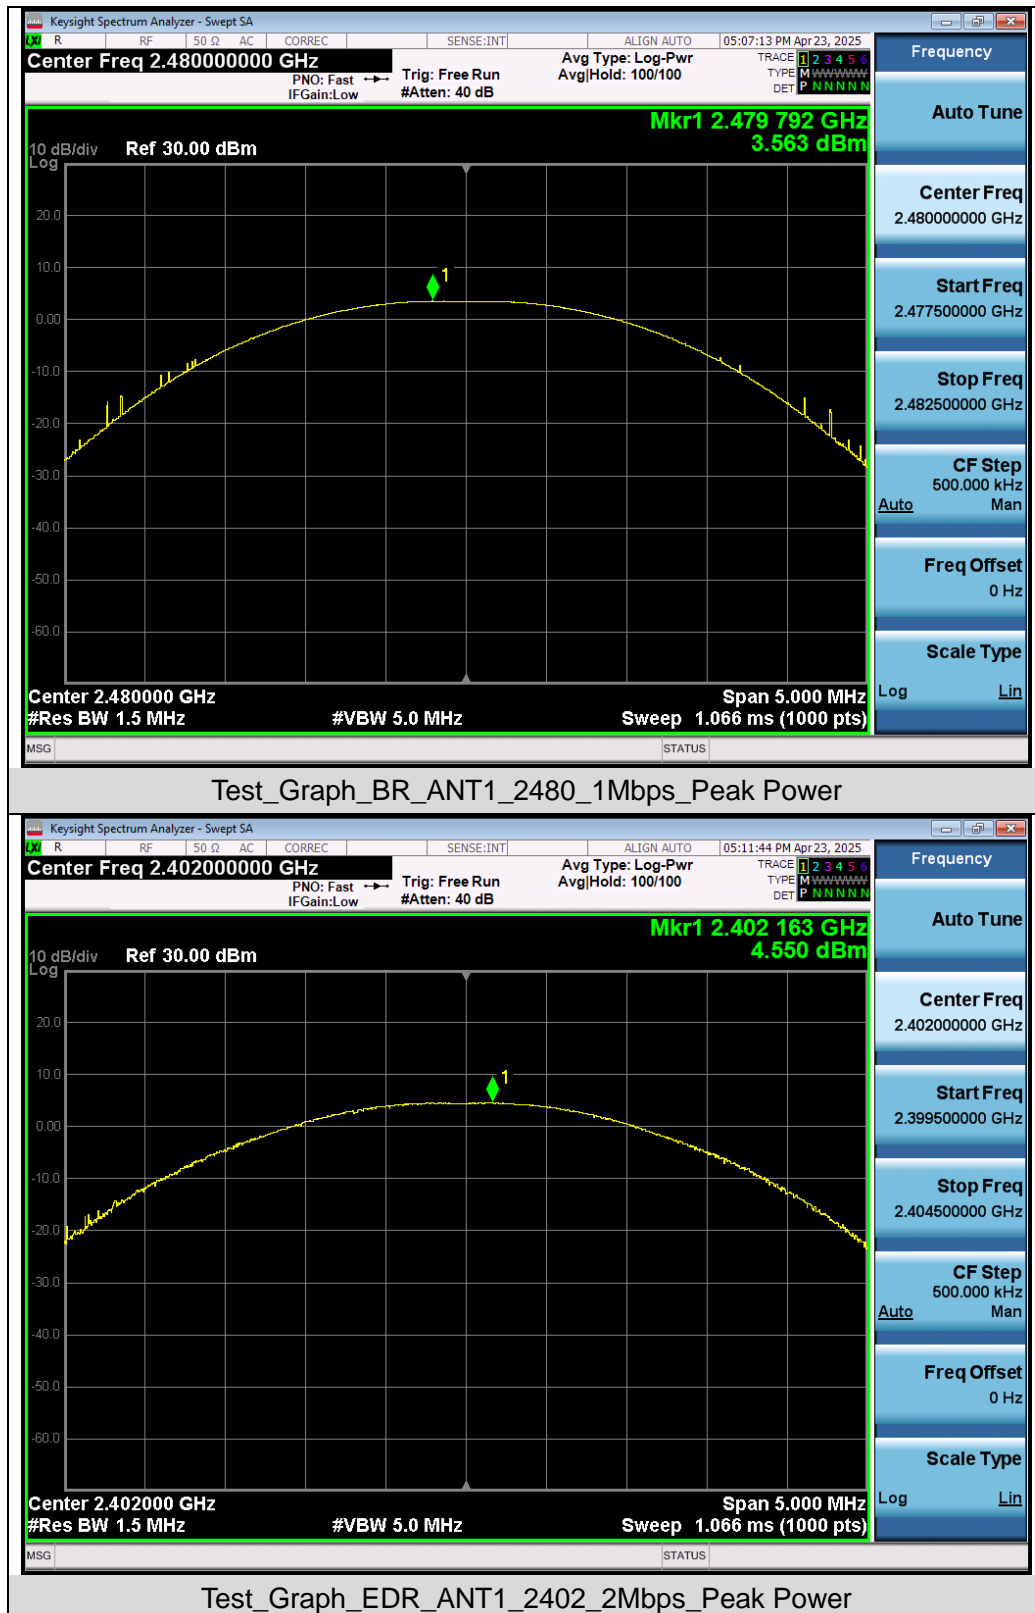 Keysight Spectrum Analyzer - Swept SA
LXI R RF 50 Ω AC CORREC SENSE:INT ALIGN AUTO 05:07:13 PM Apr 23, 2025
Center Freq 2.480000000 GHz
PNO: Fast
IFGain:Low
Trig: Free Run
#Atten: 40 dB
Avg Type: Log-Pwr
Avg|Hold: 100/100
TRACE 1 2 3 4 5 6
TYPE M WWWWW
DET P N N N N N
Mkr1 2.479 792 GHz
3.563 dBm
10 dB/div Ref 30.00 dBm
Log
20.0
10.0
1
0.00
-10.0
-20.0
-30.0
-40.0
-50.0
-60.0
Center 2.480000 GHz Span 5.000 MHz
#Res BW 1.5 MHz #VBW 5.0 MHz Sweep 1.066 ms (1000 pts)
MSG STATUS
Frequency
Auto Tune
Center Freq
2.480000000 GHz
Start Freq
2.477500000 GHz
Stop Freq
2.482500000 GHz
CF Step
500.000 kHz
Auto Man
Freq Offset
0 Hz
Scale Type
Log Lin
Test_Graph_BR_ANT1_2480_1Mbps_Peak Power
Keysight Spectrum Analyzer - Swept SA
LXI R RF 50 Ω AC CORREC SENSE:INT ALIGN AUTO 05:11:44 PM Apr 23, 2025
Center Freq 2.402000000 GHz
PNO: Fast
IFGain:Low
Trig: Free Run
#Atten: 40 dB
Avg Type: Log-Pwr
Avg|Hold: 100/100
TRACE 1 2 3 4 5 6
TYPE M WWWWW
DET P N N N N N
Mkr1 2.402 163 GHz
4.550 dBm
10 dB/div Ref 30.00 dBm
Log
20.0
10.0
1
0.00
-10.0
-20.0
-30.0
-40.0
-50.0
-60.0
Center 2.402000 GHz Span 5.000 MHz
#Res BW 1.5 MHz #VBW 5.0 MHz Sweep 1.066 ms (1000 pts)
MSG STATUS
Frequency
Auto Tune
Center Freq
2.402000000 GHz
Start Freq
2.399500000 GHz
Stop Freq
2.404500000 GHz
CF Step
500.000 kHz
Auto Man
Freq Offset
0 Hz
Scale Type
Log Lin
Test_Graph_EDR_ANT1_2402_2Mbps_Peak Power